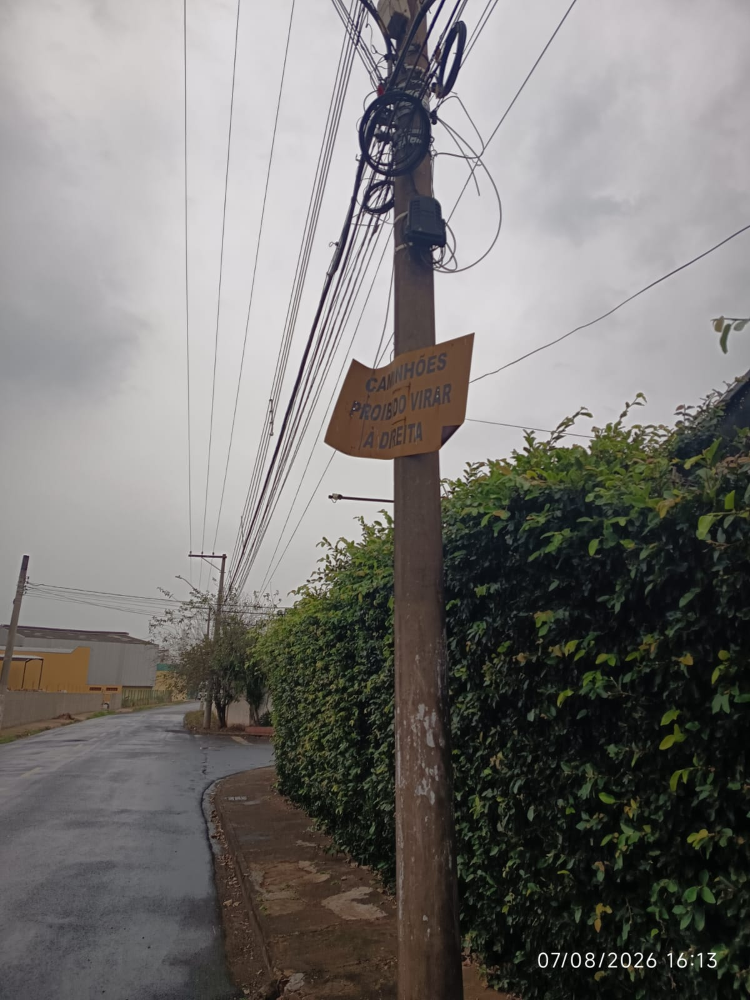 CAMINHÕES
PROIBIDO VIRAR
À DIREITA
07/08/2026 16:13